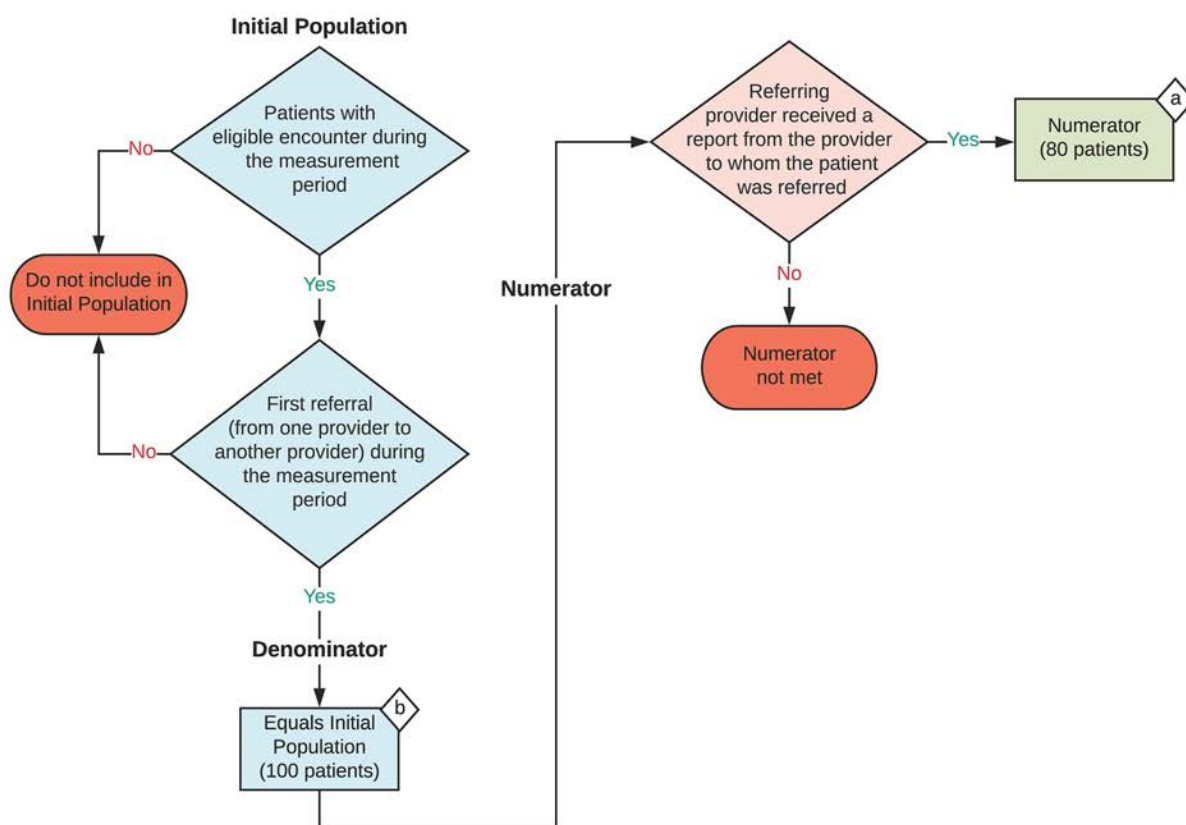 Initial Population
Patients with
eligible encounter during
the measurement
period
No
Do not include in
Initial Population
Yes
First referral
(from one provider to
another provider) during
the measurement
period
No
Yes
Denominator
b
Equals Initial
Population
(100 patients)
Numerator
Referring
provider received a
report from the provider
to whom the patient
was referred
Yes
a
Numerator
(80 patients)
No
Numerator
not met